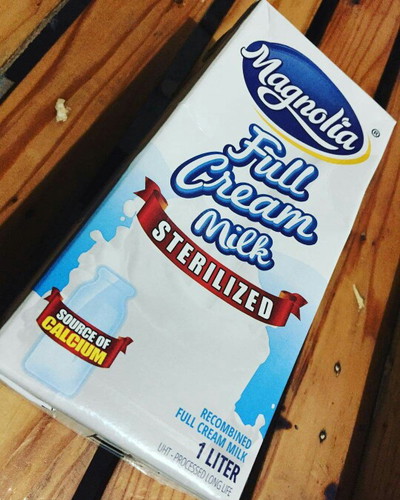 Magnolia ®
Full
Cream
Milk
STERILIZED
SOURCE OF
CALCIUM
RECOMBINED
FULL CREAM MILK
1 LITER
UHT - PROCESSED LONG LIFE